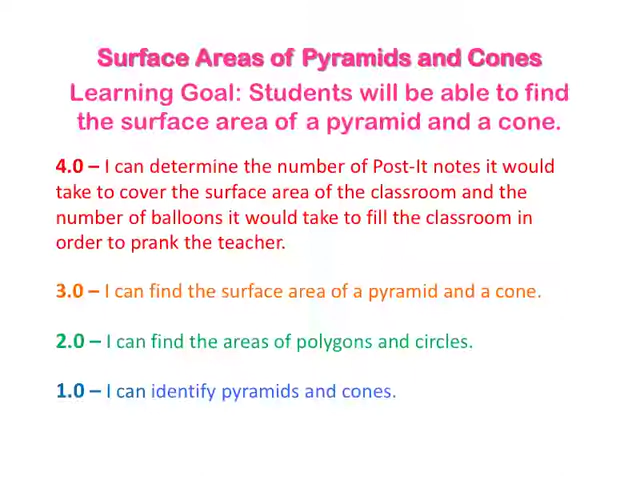 Surface Areas of Pyramids and Cones
Learning Goal: Students will be able to find
the surface area of a pyramid and a cone.
4.0 – I can determine the number of Post-It notes it would
take to cover the surface area of the classroom and the
number of balloons it would take to fill the classroom in
order to prank the teacher.
3.0 – I can find the surface area of a pyramid and a cone.
2.0 – I can find the areas of polygons and circles.
1.0 – I can identify pyramids and cones.